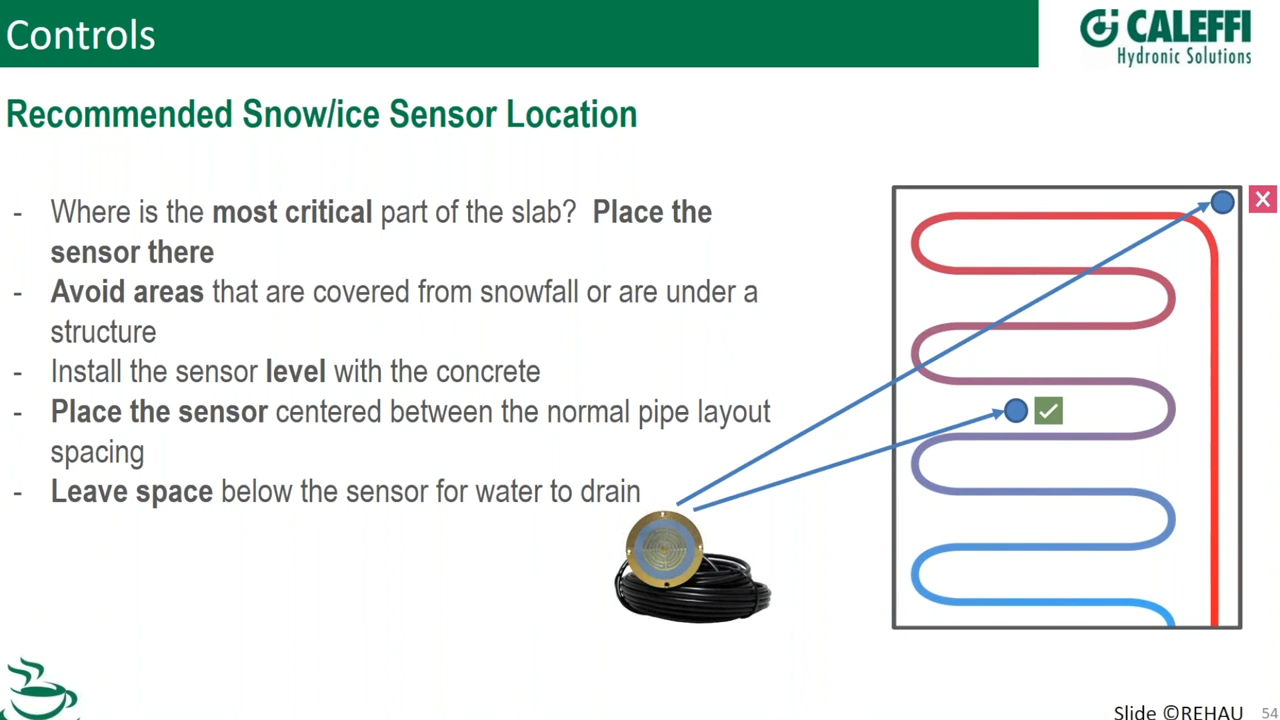 Controls
CALEFFI
Hydronic Solutions
Recommended Snow/ice Sensor Location
- Where is the most critical part of the slab? Place the
sensor there
- Avoid areas that are covered from snowfall or are under a
structure
- Install the sensor level with the concrete
- Place the sensor centered between the normal pipe layout
spacing
- Leave space below the sensor for water to drain
Slide ©REHAU 54